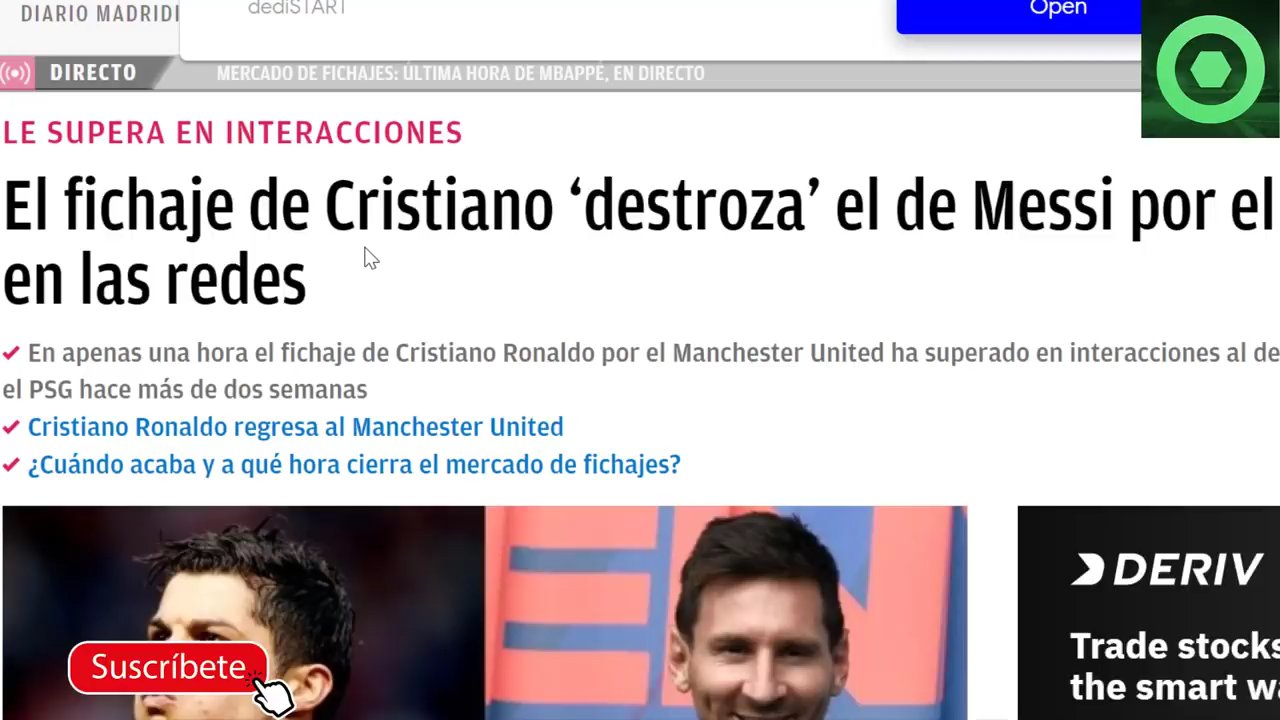 DIARIO MADRIDI
dediSTART
Open
DIRECTO
MERCADO DE FICHAJES: ÚLTIMA HORA DE MBAPPÉ, EN DIRECTO
LE SUPERA EN INTERACCIONES
El fichaje de Cristiano ‘destroza’ el de Messi por el
en las redes
En apenas una hora el fichaje de Cristiano Ronaldo por el Manchester United ha superado en interacciones al de
el PSG hace más de dos semanas
Cristiano Ronaldo regresa al Manchester United
¿Cuándo acaba y a qué hora cierra el mercado de fichajes?
DERIV
Trade stocks
the smart wa
Suscríbete